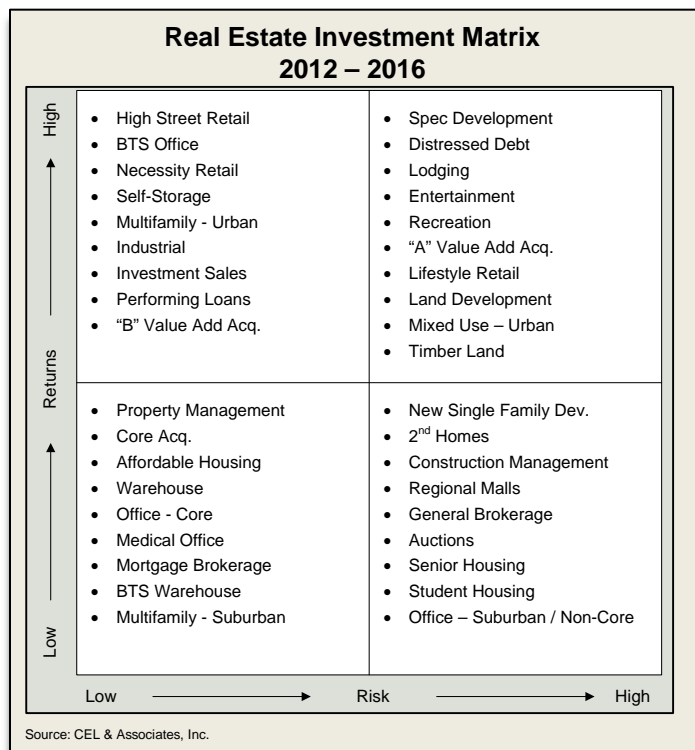 Real Estate Investment Matrix
2012 – 2016
High
Returns
Low
• High Street Retail
• BTS Office
• Necessity Retail
• Self-Storage
• Multifamily - Urban
• Industrial
• Investment Sales
• Performing Loans
• “B” Value Add Acq.
• Spec Development
• Distressed Debt
• Lodging
• Entertainment
• Recreation
• “A” Value Add Acq.
• Lifestyle Retail
• Land Development
• Mixed Use – Urban
• Timber Land
• Property Management
• Core Acq.
• Affordable Housing
• Warehouse
• Office - Core
• Medical Office
• Mortgage Brokerage
• BTS Warehouse
• Multifamily - Suburban
• New Single Family Dev.
• 2nd Homes
• Construction Management
• Regional Malls
• General Brokerage
• Auctions
• Senior Housing
• Student Housing
• Office – Suburban / Non-Core
Low Risk High
Source: CEL & Associates, Inc.